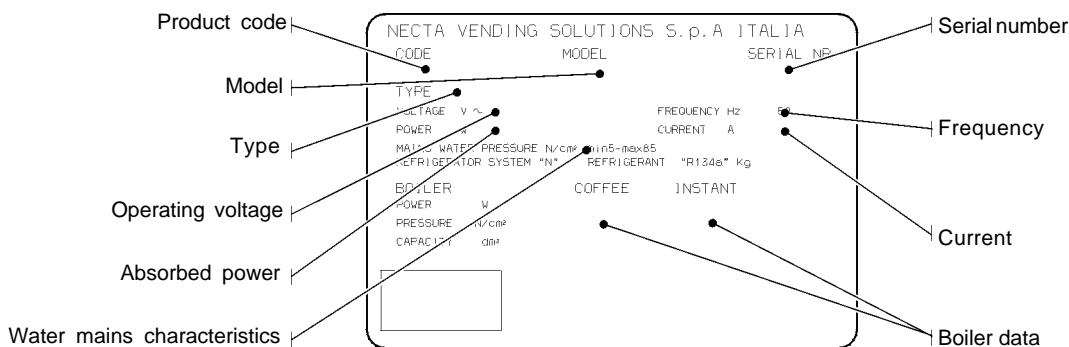 Product code
Model
Type
Operating voltage
Absorbed power
Water mains characteristics
NECTA VENDING SOLUTIONS S.p.A ITALIA
CODE MODEL SERIAL NR
TYPE
VOLTAGE V ~ FREQUENCY Hz 50
POWER W CURRENT A
MAINS WATER PRESSURE N/cm² min5-max85
REFRIGERATOR SYSTEM "N" REFRIGERANT "R134a" Kg
BOILER COFFEE INSTANT
POWER W
PRESSURE N/cm²
CAPACITY dm³
Serial number
Frequency
Current
Boiler data